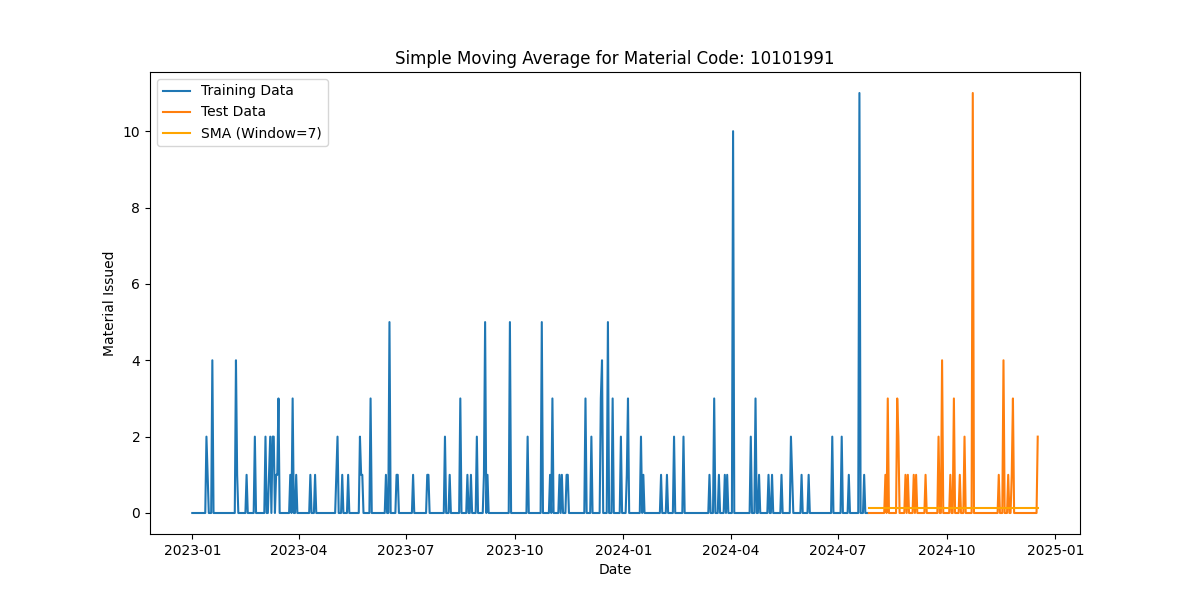 Simple Moving Average for Material Code: 10101991
Training Data
Test Data
SMA (Window=7)
10
8
6
4
2
0
Material Issued
2023-01 2023-04 2023-07 2023-10 2024-01 2024-04 2024-07 2024-10 2025-01
Date